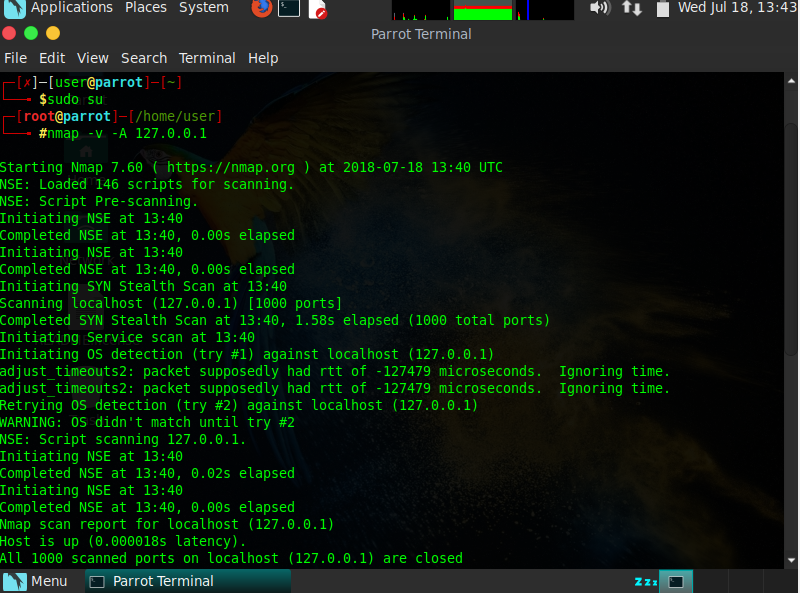 Applications Places System Wed Jul 18, 13:43
Parrot Terminal
File Edit View Search Terminal Help
┌─[✗]─[user@parrot]─[~]
└──╼ $sudo su
┌─[root@parrot]─[/home/user]
└──╼ #nmap -v -A 127.0.0.1
Starting Nmap 7.60 ( https://nmap.org ) at 2018-07-18 13:40 UTC
NSE: Loaded 146 scripts for scanning.
NSE: Script Pre-scanning.
Initiating NSE at 13:40
Completed NSE at 13:40, 0.00s elapsed
Initiating NSE at 13:40
Completed NSE at 13:40, 0.00s elapsed
Initiating SYN Stealth Scan at 13:40
Scanning localhost (127.0.0.1) [1000 ports]
Completed SYN Stealth Scan at 13:40, 1.58s elapsed (1000 total ports)
Initiating Service scan at 13:40
Initiating OS detection (try #1) against localhost (127.0.0.1)
adjust_timeouts2: packet supposedly had rtt of -127479 microseconds.  Ignoring time.
adjust_timeouts2: packet supposedly had rtt of -127479 microseconds.  Ignoring time.
Retrying OS detection (try #2) against localhost (127.0.0.1)
WARNING: OS didn't match until try #2
NSE: Script scanning 127.0.0.1.
Initiating NSE at 13:40
Completed NSE at 13:40, 0.02s elapsed
Initiating NSE at 13:40
Completed NSE at 13:40, 0.00s elapsed
Nmap scan report for localhost (127.0.0.1)
Host is up (0.000018s latency).
All 1000 scanned ports on localhost (127.0.0.1) are closed
Menu Parrot Terminal zzz